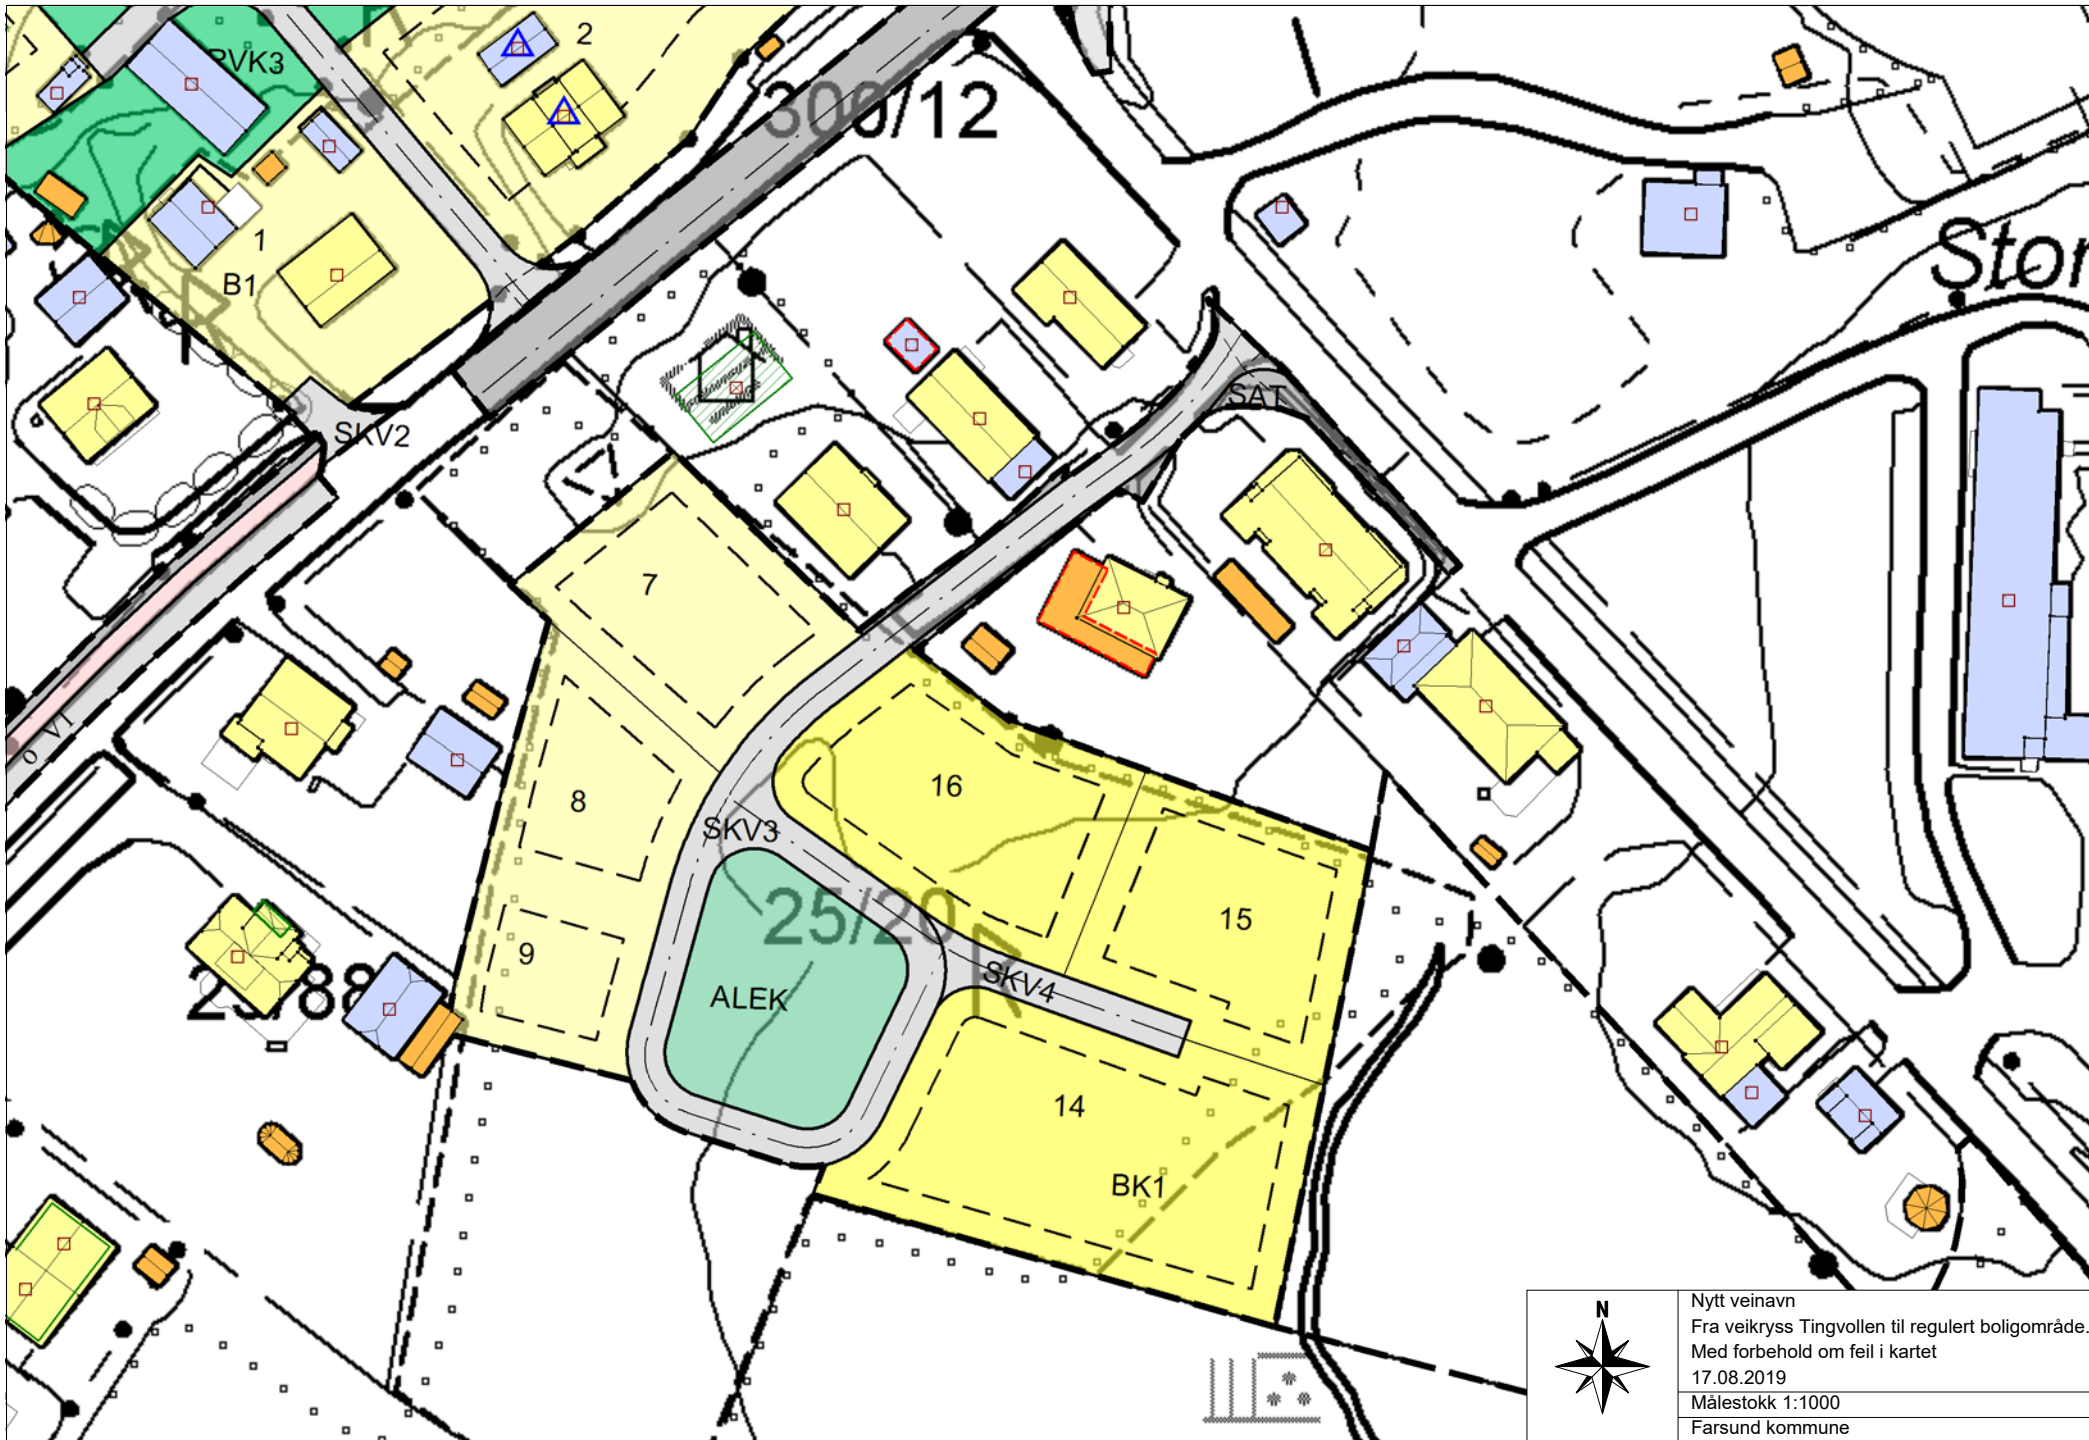 2
PVK3
300/12
1
B1
Stor
SAT
SKV2
7
o V1
16
8
SKV3
25/20
15
9
SKV4
ALEK
14
BK1
N
Nytt veinavn
Fra veikryss Tingvollen til regulert boligområde.
Med forbehold om feil i kartet
17.08.2019
Målestokk 1:1000
Farsund kommune